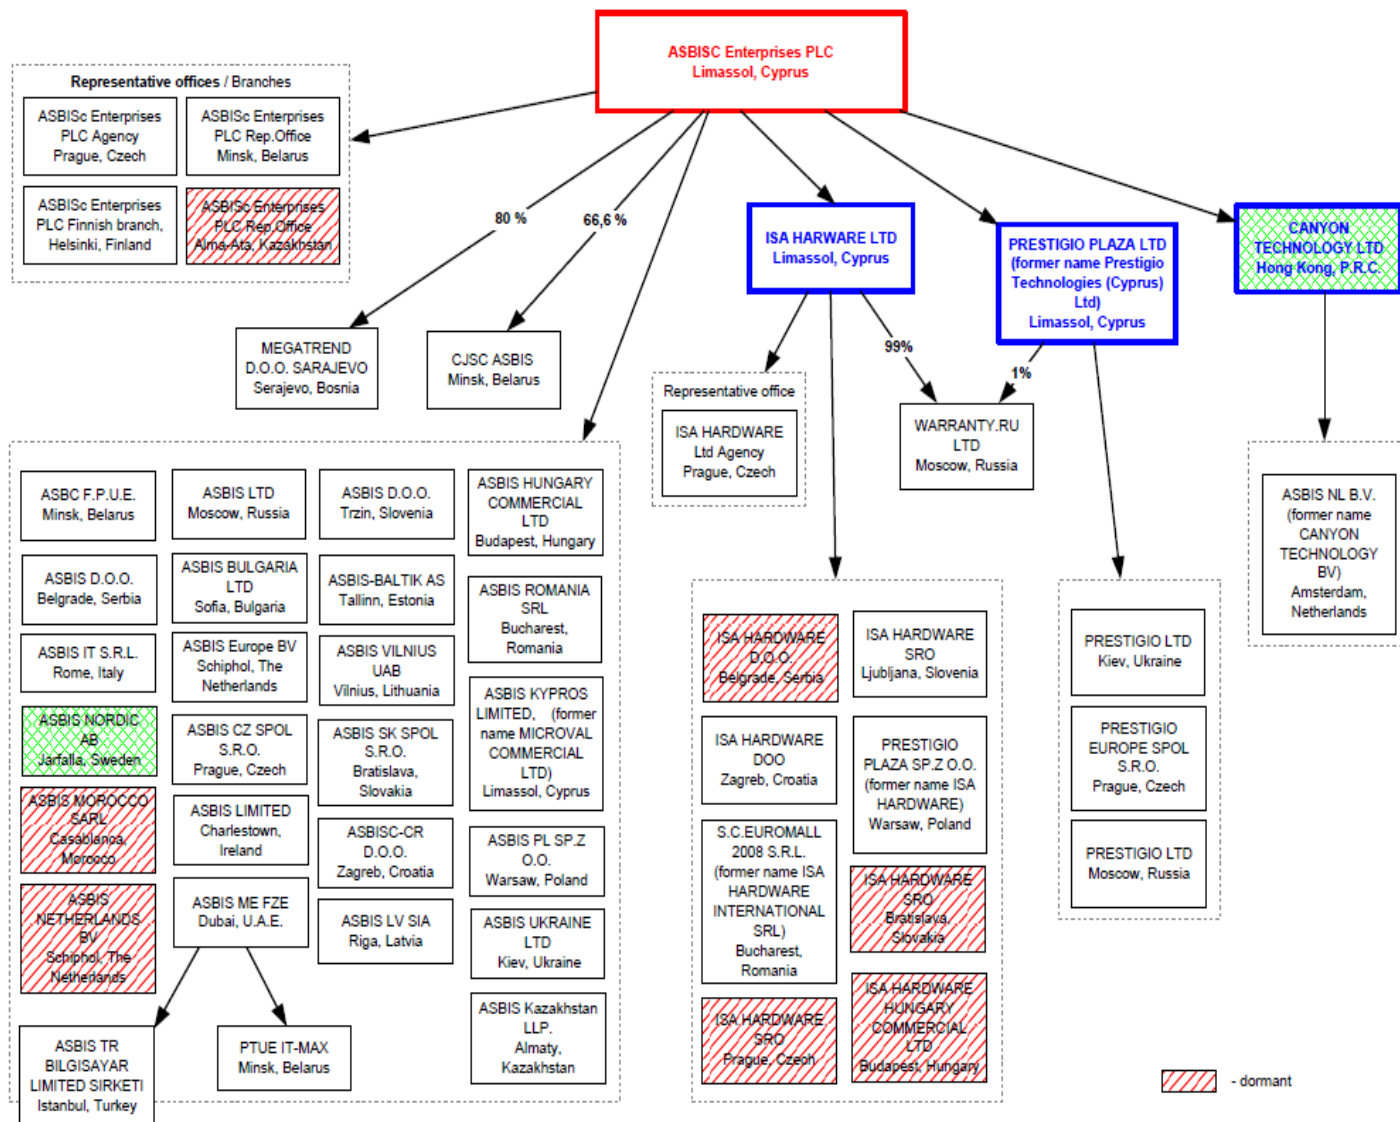 ASBISC Enterprises PLC
Limassol, Cyprus
Representative offices / Branches
ASBISc Enterprises
PLC Agency
Prague, Czech
ASBISc Enterprises
PLC Rep.Office
Minsk, Belarus
ASBISc Enterprises
PLC Finnish branch,
Helsinki, Finland
ASBISc Enterprises
PLC Rep.Office
Alma-Ata, Kazakhstan
80 %
66,6 %
ISA HARWARE LTD
Limassol, Cyprus
PRESTIGIO PLAZA LTD
(former name Prestigio
Technologies (Cyprus)
Ltd)
Limassol, Cyprus
CANYON
TECHNOLOGY LTD
Hong Kong, P.R.C.
MEGATREND
D.O.O. SARAJEVO
Serajevo, Bosnia
CJSC ASBIS
Minsk, Belarus
99%
1%
Representative office
ISA HARDWARE
Ltd Agency
Prague, Czech
WARRANTY.RU
LTD
Moscow, Russia
ASBC F.P.U.E.
Minsk, Belarus
ASBIS LTD
Moscow, Russia
ASBIS D.O.O.
Trzin, Slovenia
ASBIS HUNGARY
COMMERCIAL
LTD
Budapest, Hungary
ASBIS D.O.O.
Belgrade, Serbia
ASBIS BULGARIA
LTD
Sofia, Bulgaria
ASBIS-BALTIK AS
Tallinn, Estonia
ASBIS ROMANIA
SRL
Bucharest,
Romania
ASBIS IT S.R.L.
Rome, Italy
ASBIS Europe BV
Schiphol, The
Netherlands
ASBIS VILNIUS
UAB
Vilnius, Lithuania
ASBIS KYPROS
LIMITED, (former
name MICROVAL
COMMERCIAL
LTD)
Limassol, Cyprus
ASBIS NORDIC
AB
Jarfalla, Sweden
ASBIS CZ SPOL
S.R.O.
Prague, Czech
ASBIS SK SPOL
S.R.O.
Bratislava,
Slovakia
ASBIS MOROCCO
SARL
Casablanca,
Morocco
ASBIS LIMITED
Charlestown,
Ireland
ASBISC-CR
D.O.O.
Zagreb, Croatia
ASBIS PL SP.Z
O.O.
Warsaw, Poland
ASBIS
NETHERLANDS
BV
Schiphol, The
Netherlands
ASBIS ME FZE
Dubai, U.A.E.
ASBIS LV SIA
Riga, Latvia
ASBIS UKRAINE
LTD
Kiev, Ukraine
ASBIS TR
BILGISAYAR
LIMITED SIRKETI
Istanbul, Turkey
PTUE IT-MAX
Minsk, Belarus
ASBIS Kazakhstan
LLP.
Almaty,
Kazakhstan
ISA HARDWARE
D.O.O.
Belgrade, Serbia
ISA HARDWARE
SRO
Ljubljana, Slovenia
ISA HARDWARE
DOO
Zagreb, Croatia
PRESTIGIO
PLAZA SP.Z O.O.
(former name ISA
HARDWARE)
Warsaw, Poland
S.C.EUROMALL
2008 S.R.L.
(former name ISA
HARDWARE
INTERNATIONAL
SRL)
Bucharest,
Romania
ISA HARDWARE
SRO
Bratislava,
Slovakia
ISA HARDWARE
SRO
Prague, Czech
ISA HARDWARE
HUNGARY
COMMERCIAL
LTD
Budapest, Hungary
PRESTIGIO LTD
Kiev, Ukraine
PRESTIGIO
EUROPE SPOL
S.R.O.
Prague, Czech
PRESTIGIO LTD
Moscow, Russia
ASBIS NL B.V.
(former name
CANYON
TECHNOLOGY
BV)
Amsterdam,
Netherlands
- dormant